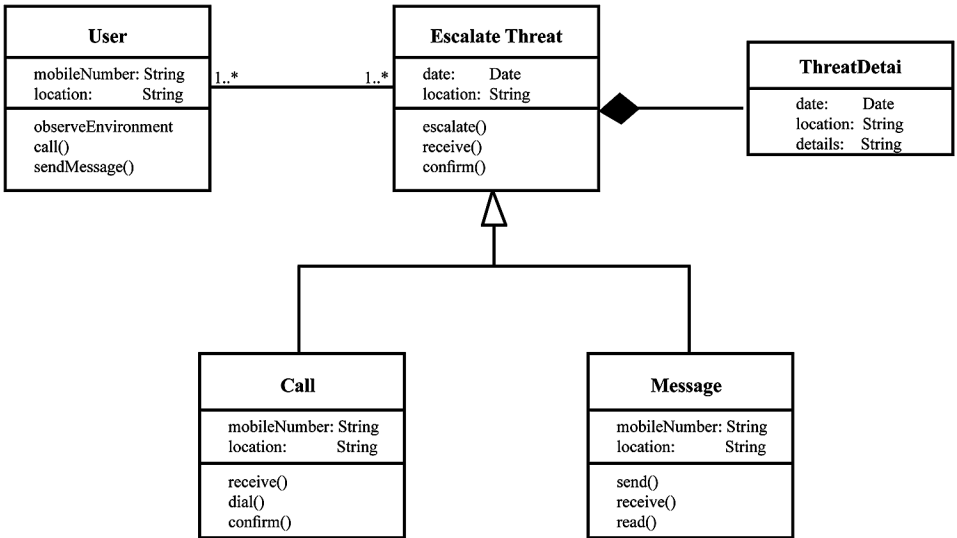 User
mobileNumber: String
location: String
observeEnvironment
call()
sendMessage()
1..*
1..*
Escalate Threat
date: Date
location: String
escalate()
receive()
confirm()
ThreatDetai
date: Date
location: String
details: String
Call
mobileNumber: String
location: String
receive()
dial()
confirm()
Message
mobileNumber: String
location: String
send()
receive()
read()